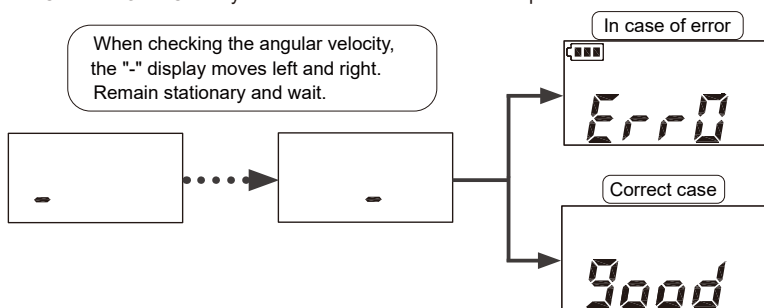 When checking the angular velocity,
the "-" display moves left and right.
Remain stationary and wait.
In case of error
Err0
-
-
Correct case
good